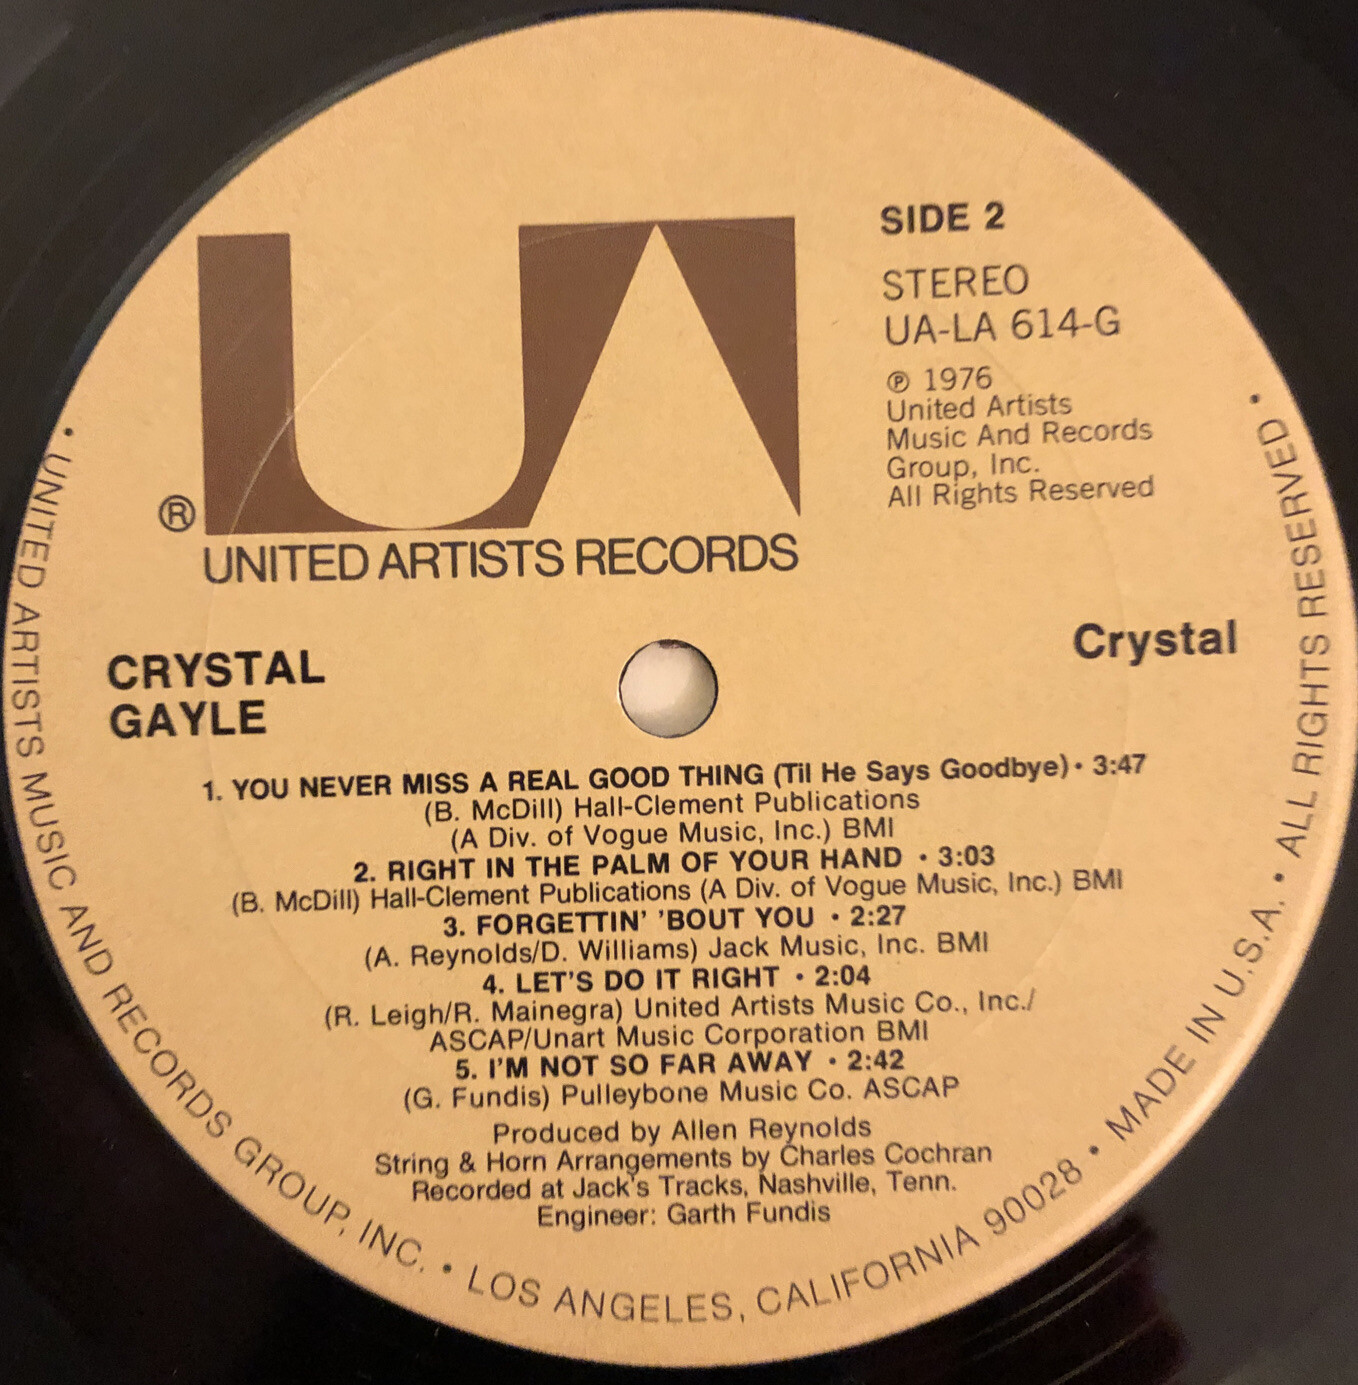 SIDE 2
STEREO
UA-LA 614-G
℗ 1976
United Artists
Music And Records
Group, Inc.
All Rights Reserved
UA
®
UNITED ARTISTS RECORDS
CRYSTAL
GAYLE
Crystal
1. YOU NEVER MISS A REAL GOOD THING (Til He Says Goodbye) • 3:47
(B. McDill) Hall-Clement Publications
(A Div. of Vogue Music, Inc.) BMI
2. RIGHT IN THE PALM OF YOUR HAND • 3:03
(B. McDill) Hall-Clement Publications (A Div. of Vogue Music, Inc.) BMI
3. FORGETTIN' 'BOUT YOU • 2:27
(A. Reynolds/D. Williams) Jack Music, Inc. BMI
4. LET'S DO IT RIGHT • 2:04
(R. Leigh/R. Mainegra) United Artists Music Co., Inc./
ASCAP/Unart Music Corporation BMI
5. I'M NOT SO FAR AWAY • 2:42
(G. Fundis) Pulleybone Music Co. ASCAP
Produced by Allen Reynolds
String & Horn Arrangements by Charles Cochran
Recorded at Jack's Tracks, Nashville, Tenn.
Engineer: Garth Fundis
• UNITED ARTISTS MUSIC AND RECORDS GROUP, INC. • LOS ANGELES, CALIFORNIA 90028 • MADE IN U.S.A. • ALL RIGHTS RESERVED •